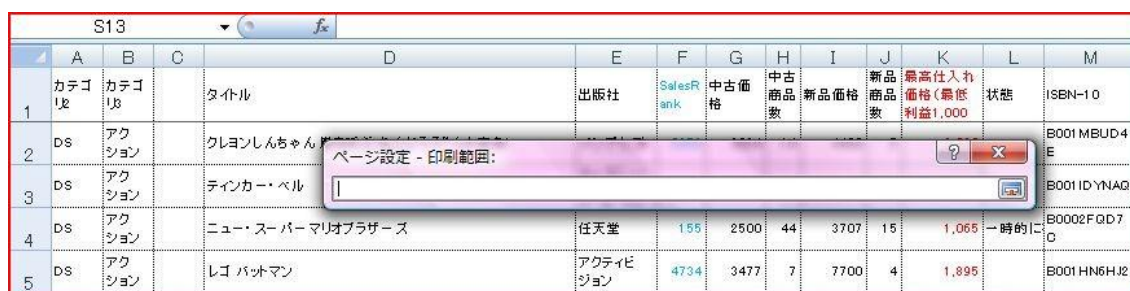 S13
fx
A B C D E F G H I J K L M
1 カテゴリ2 カテゴリ3 タイトル 出版社 SalesRank 中古価格 中古商品数 新品価格 新品商品数 最高仕入れ価格(最低利益1,000 状態 ISBN-10
2 DS アクション クレヨンしんちゃん B001MBUD4E
ページ設定 - 印刷範囲:
3 DS アクション ティンカー・ベル B001IDYNAQ
4 DS アクション ニュー・スーパーマリオブラザーズ 任天堂 155 2500 44 3707 15 1,065 一時的に B0002FQD7C
5 DS アクション レゴ バットマン アクティビジョン 4734 3477 7 7700 4 1,895 B001HN6HJ2